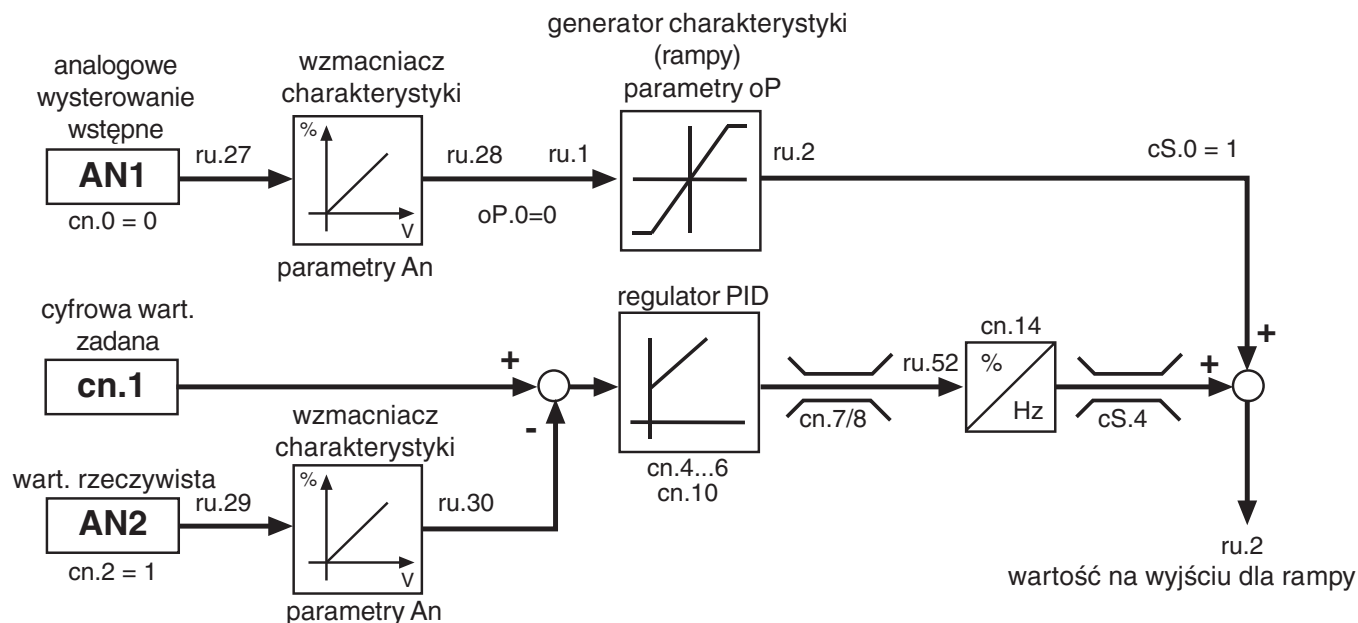 generator charakterystyki
(rampy)
parametry oP
analogowe
wysterowanie
wstępne
wzmacniacz
charakterystyki
AN1
cn.0 = 0
ru.27
%
V
parametry An
ru.28
ru.1
oP.0=0
ru.2
cS.0 = 1
cyfrowa wart.
zadana
cn.1
+
-
regulator PID
cn.4...6
cn.10
cn.7/8
ru.52
cn.14
%
Hz
cS.4
+
+
wzmacniacz
charakterystyki
wart. rzeczywista
AN2
cn.2 = 1
ru.29
%
V
parametry An
ru.30
ru.2
wartość na wyjściu dla rampy